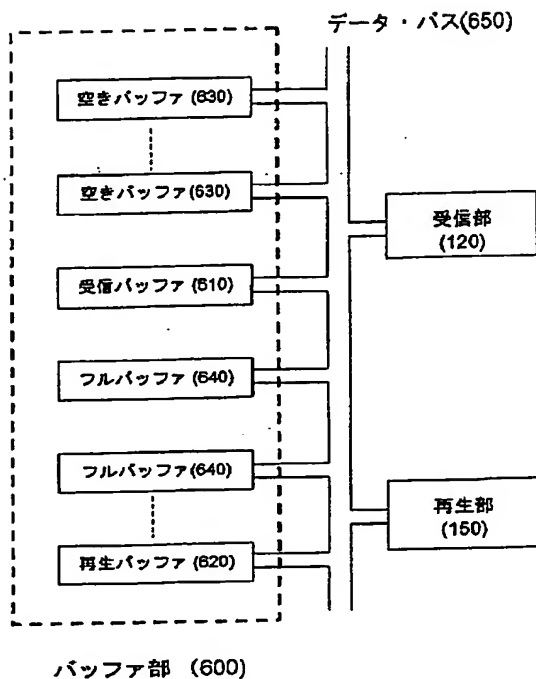 データ・バス(650)
空きバッファ (630)
空きバッファ(630)
受信バッファ (610)
フルバッファ(640)
フルバッファ(640)
再生バッファ(620)
受信部
(120)
再生部
(150)
バッファ部 (600)